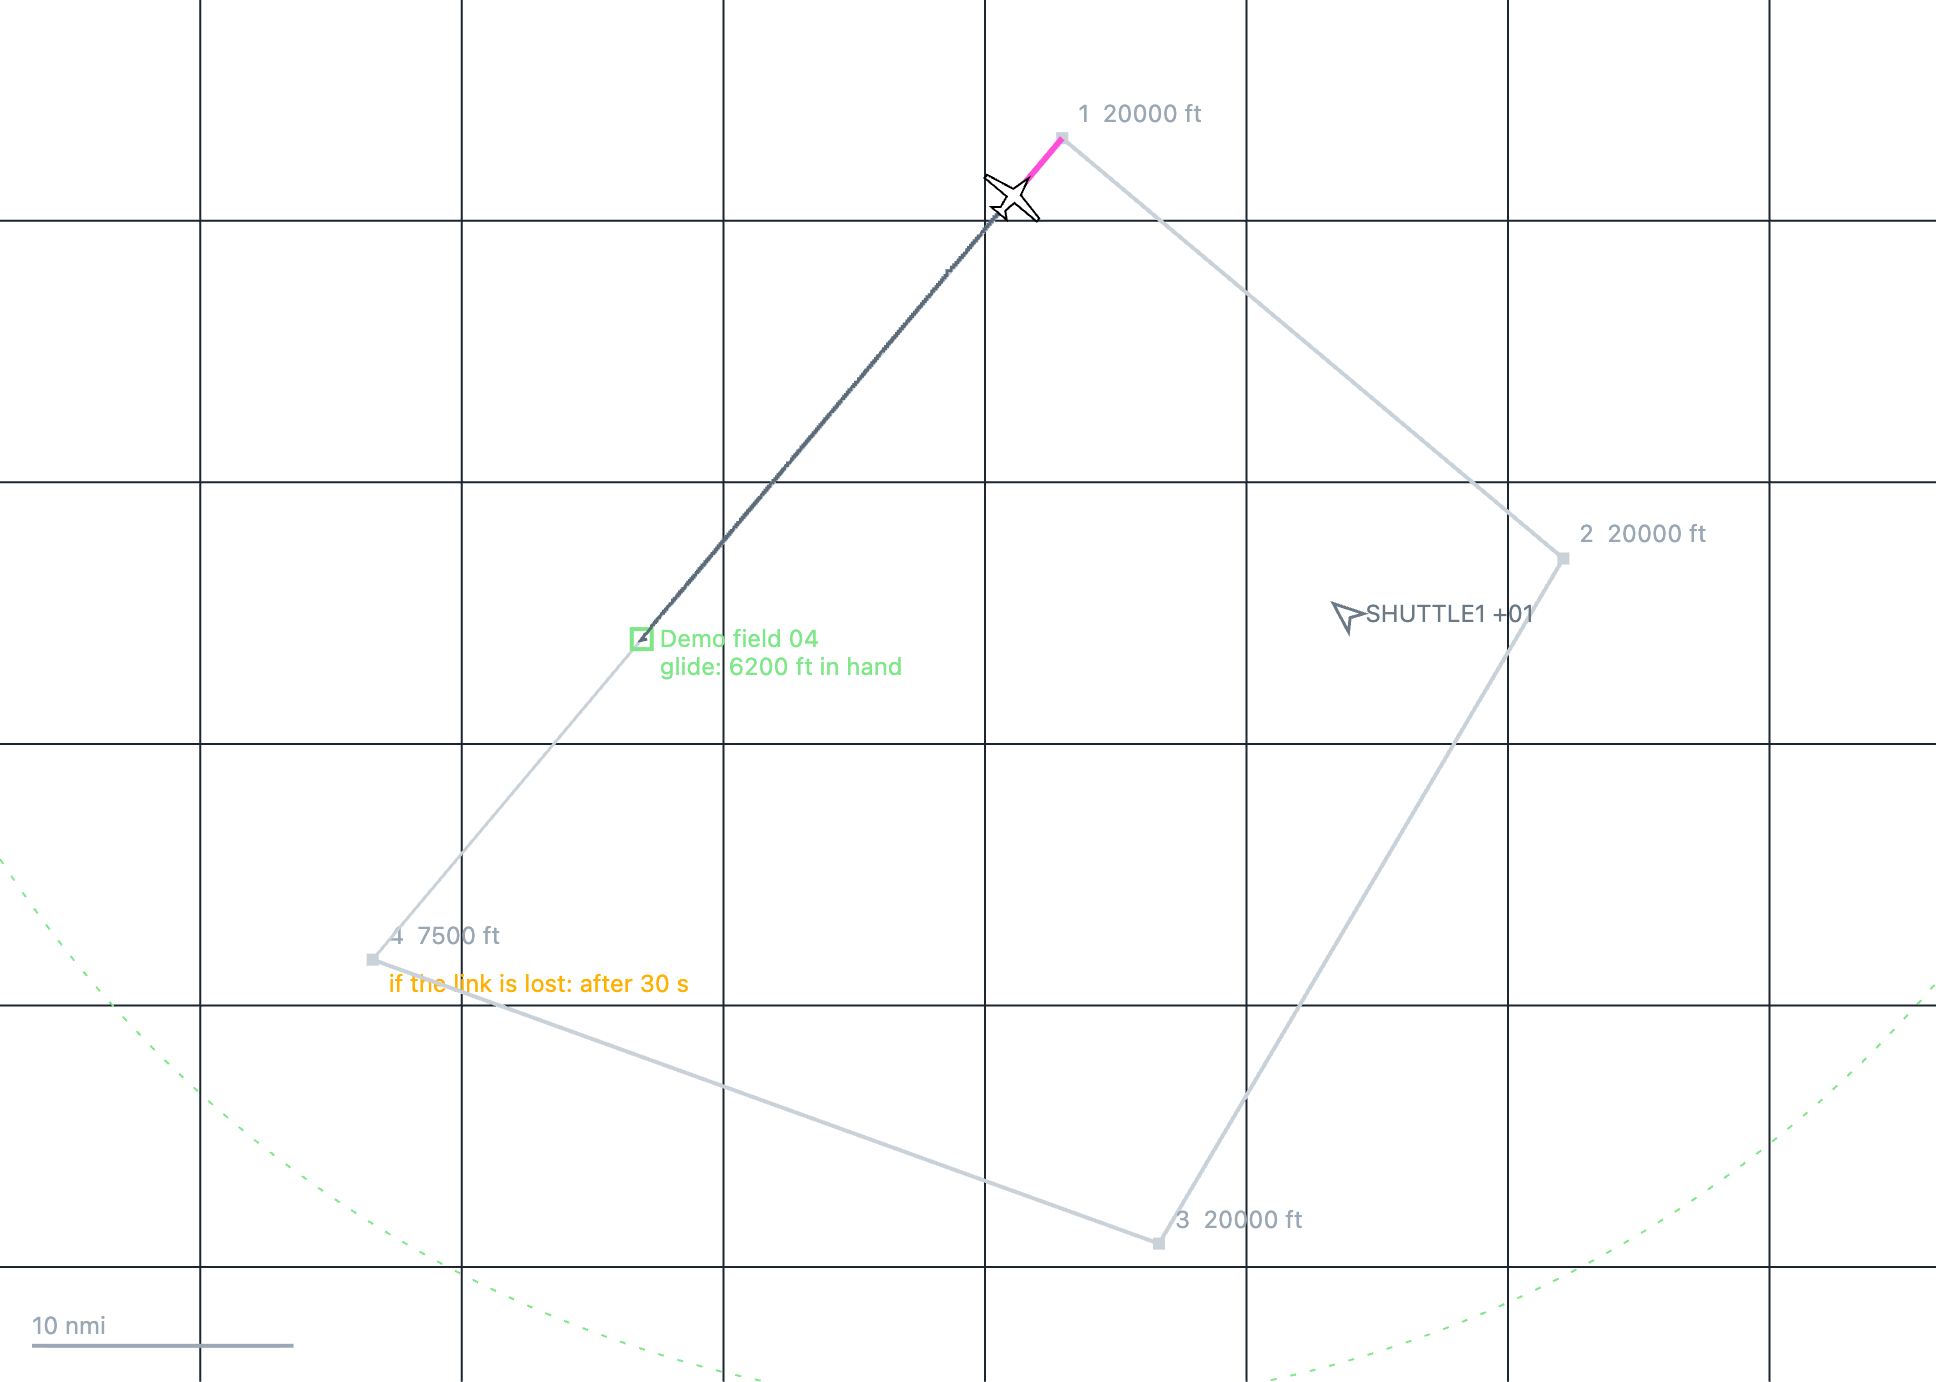 1 20000 ft
2 20000 ft
SHUTTLE1 +01
Demo field 04
glide: 6200 ft in hand
4 7500 ft
if the link is lost: after 30 s
3 20000 ft
10 nmi